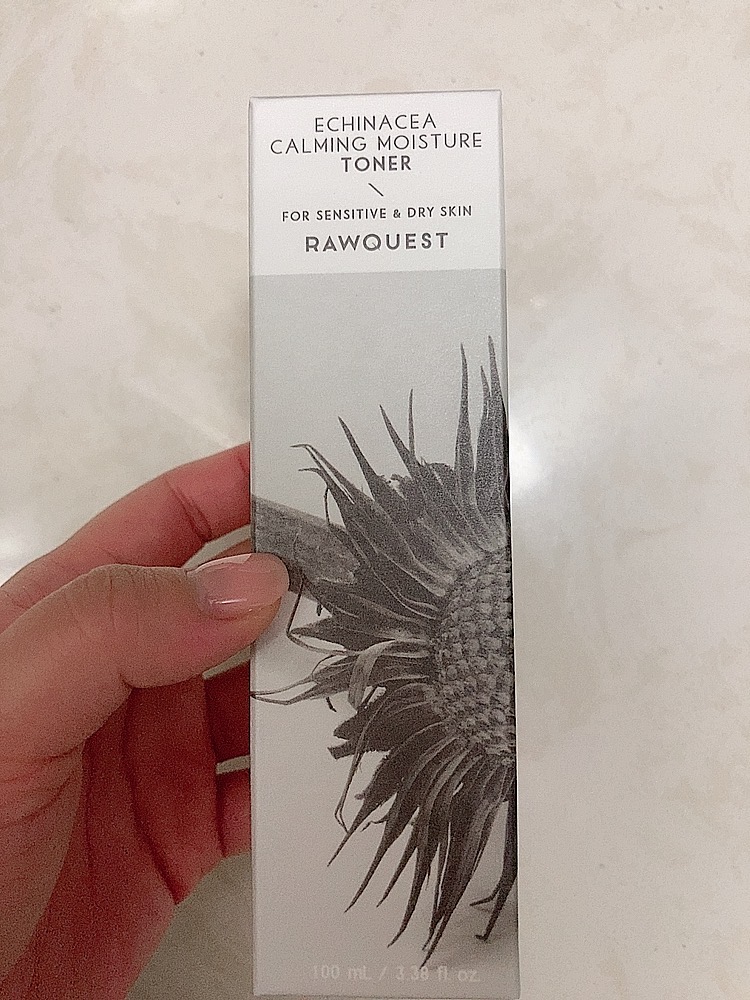 ECHINACEA
CALMING MOISTURE
TONER
\
FOR SENSITIVE & DRY SKIN
RAWQUEST
100 mL / 3.38 fl. oz.